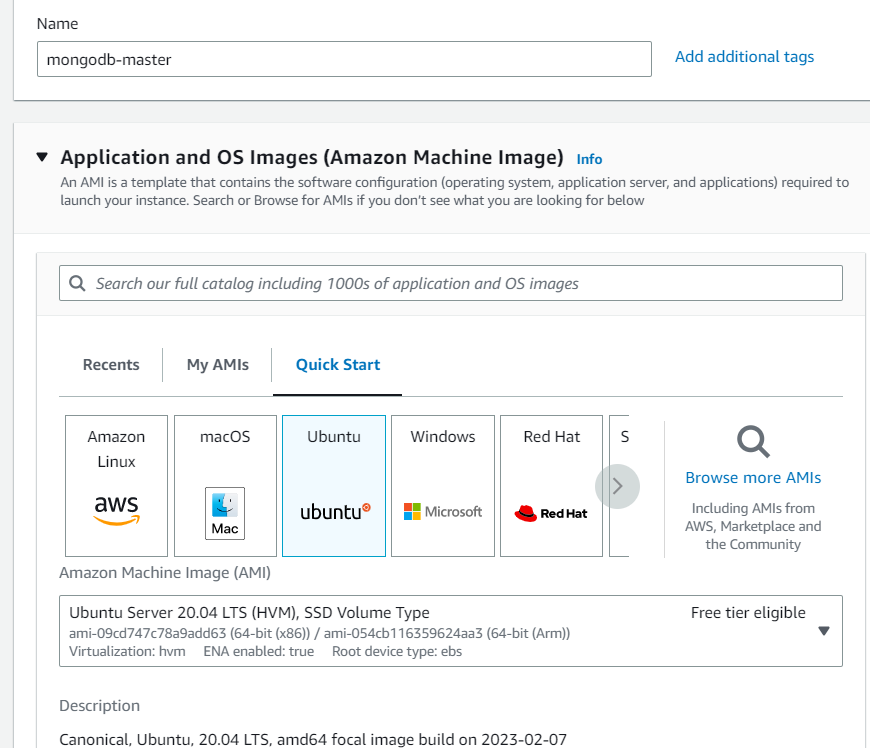 Name
mongodb-master
Add additional tags
Application and OS Images (Amazon Machine Image) Info
An AMI is a template that contains the software configuration (operating system, application server, and applications) required to
launch your instance. Search or Browse for AMIs if you don't see what you are looking for below
Search our full catalog including 1000s of application and OS images
Recents
My AMIs
Quick Start
Amazon
Linux
aws
macOS
Mac
Ubuntu
ubuntu
Windows
Microsoft
Red Hat
Red Hat
S
Browse more AMIs
Including AMIs from
AWS, Marketplace and
the Community
Amazon Machine Image (AMI)
Ubuntu Server 20.04 LTS (HVM), SSD Volume Type
Free tier eligible
ami-09cd747c78a9add63 (64-bit (x86)) / ami-054cb116359624aa3 (64-bit (Arm))
Virtualization: hvm ENA enabled: true Root device type: ebs
Description
Canonical, Ubuntu, 20.04 LTS, amd64 focal image build on 2023-02-07